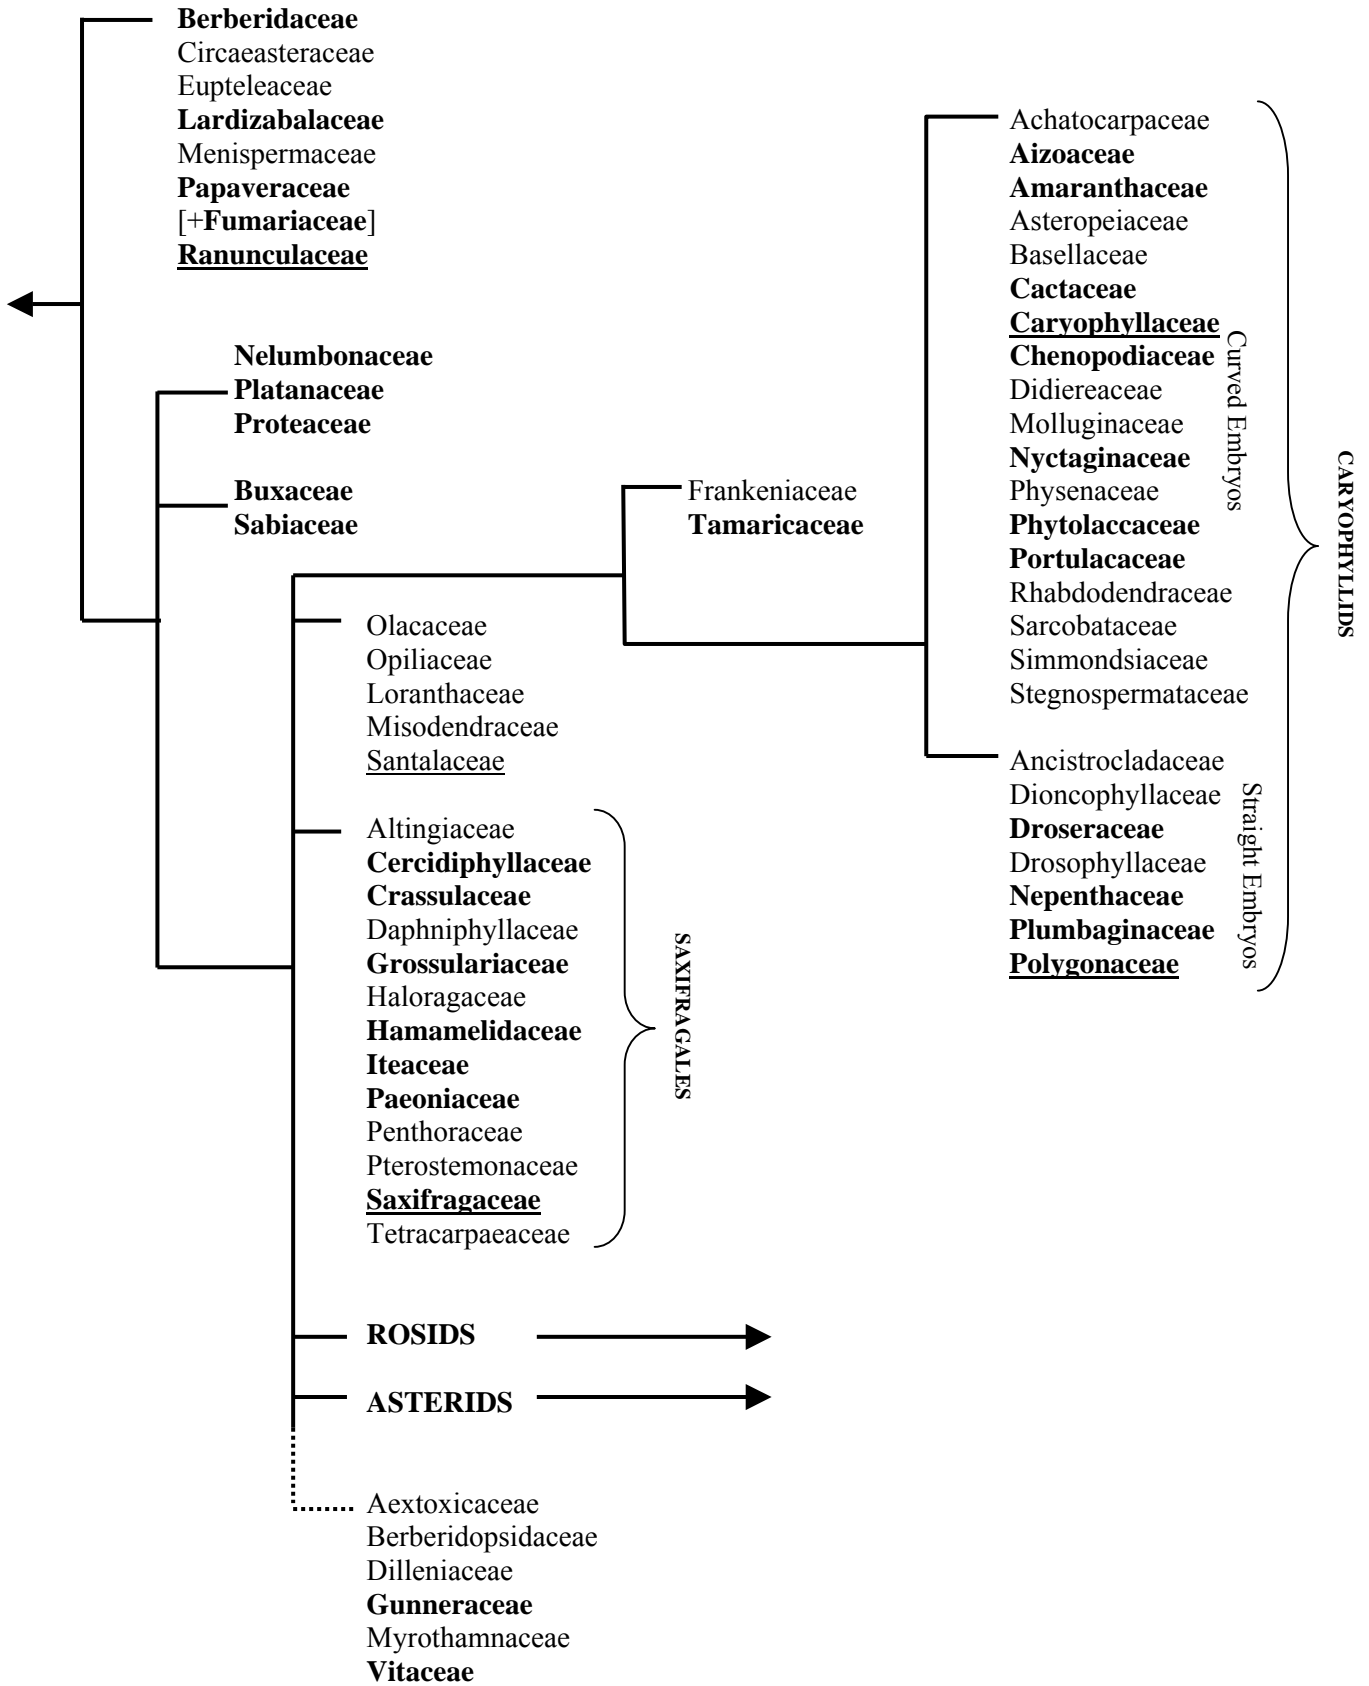 Berberidaceae
Circaeasteraceae
Eupteleaceae
Lardizabalaceae
Menispermaceae
Papaveraceae
[+Fumariaceae]
Ranunculaceae
Nelumbonaceae
Platanaceae
Proteaceae
Buxaceae
Sabiaceae
Frankeniaceae
Tamaricaceae
Achatocarpaceae
Aizoaceae
Amaranthaceae
Asteropeiaceae
Basellaceae
Cactaceae
Caryophyllaceae
Chenopodiaceae
Didiereaceae
Molluginaceae
Nyctaginaceae
Physenaceae
Phytolaccaceae
Portulacaceae
Rhabdodendraceae
Sarcobataceae
Simmondsiaceae
Stegnospermataceae
Curved Embryos
Ancistrocladaceae
Dioncophyllaceae
Droseraceae
Drosophyllaceae
Nepenthaceae
Plumbaginaceae
Polygonaceae
Straight Embryos
CARYOPHYLLIDS
Olacaceae
Opiliaceae
Loranthaceae
Misodendraceae
Santalaceae
Altingiaceae
Cercidiphyllaceae
Crassulaceae
Daphniphyllaceae
Grossulariaceae
Haloragaceae
Hamamelidaceae
Iteaceae
Paeoniaceae
Penthoraceae
Pterostemonaceae
Saxifragaceae
Tetracarpaeaceae
SAXIFRAGALES
ROSIDS
ASTERIDS
Aextoxicaceae
Berberidopsidaceae
Dilleniaceae
Gunneraceae
Myrothamnaceae
Vitaceae